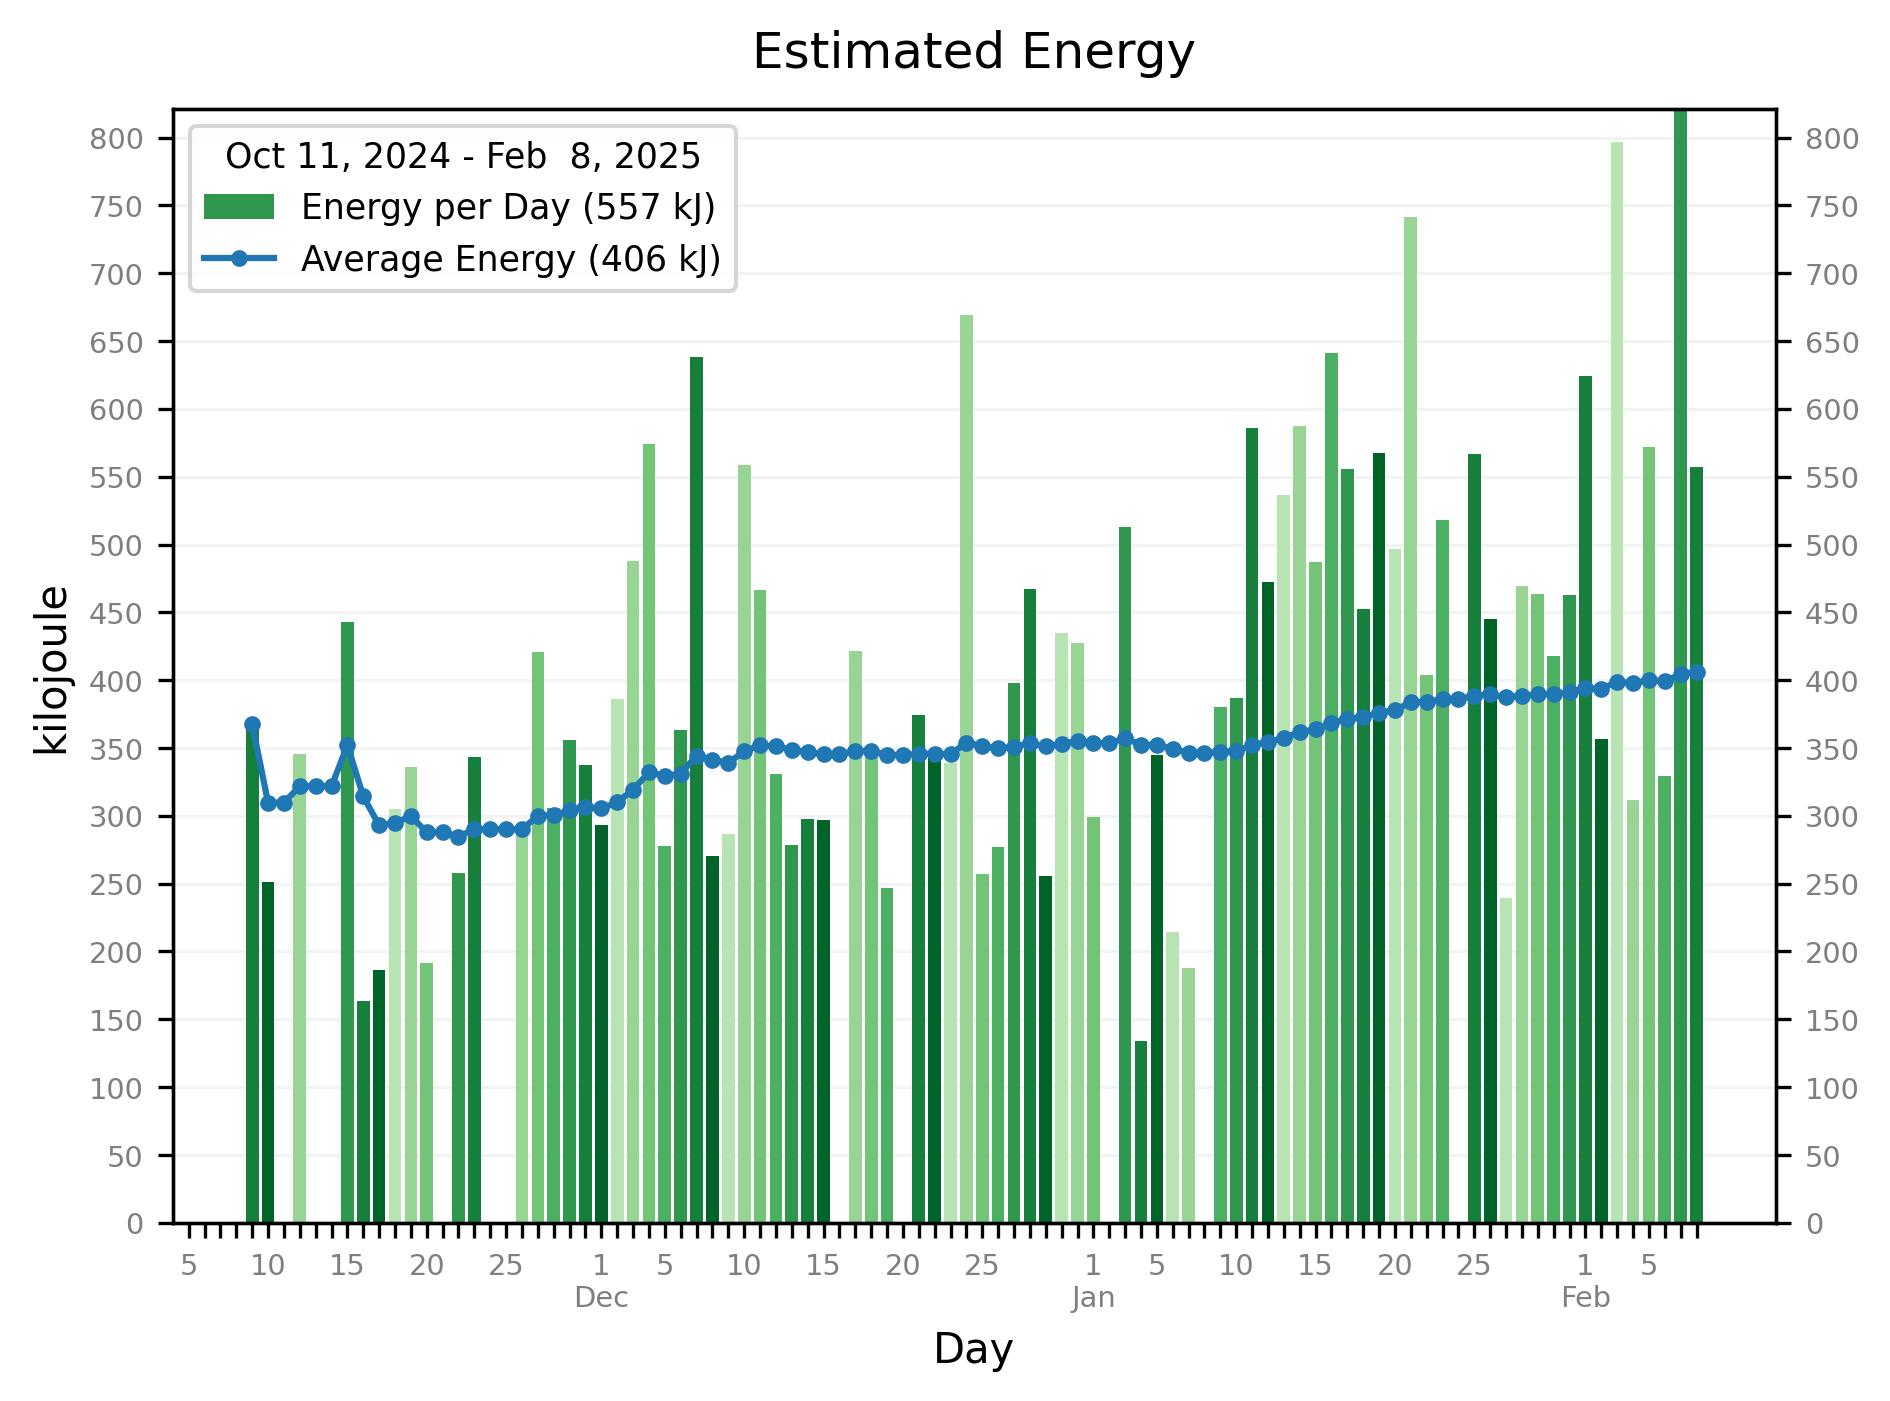 Estimated Energy
Oct 11, 2024 - Feb  8, 2025
Energy per Day (557 kJ)
Average Energy (406 kJ)
kilojoule
800 800
750 750
700 700
650 650
600 600
550 550
500 500
450 450
400 400
350 350
300 300
250 250
200 200
150 150
100 100
50 50
0 0
5 10 15 20 25 1 5 10 15 20 25 1 5 10 15 20 25 1 5
Dec Jan Feb
Day